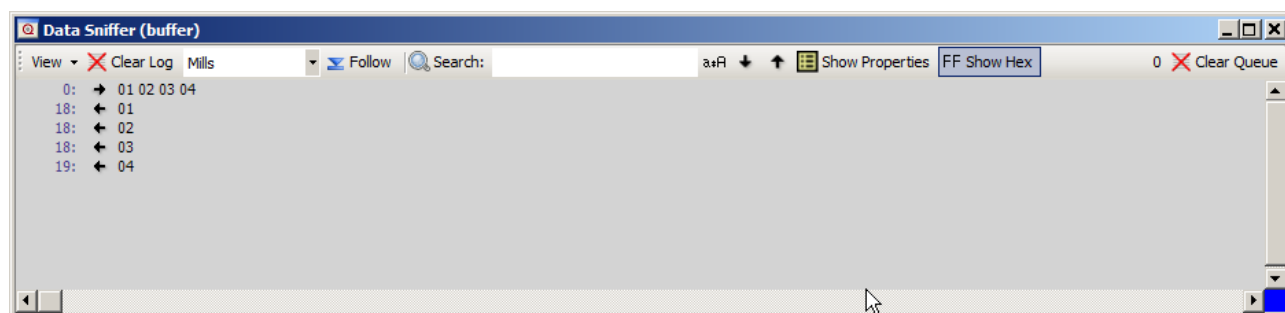 Data Sniffer (buffer)
View Clear Log Mills Follow Search: a±A Show Properties FF Show Hex 0 Clear Queue
0: → 01 02 03 04
18: ← 01
18: ← 02
18: ← 03
19: ← 04